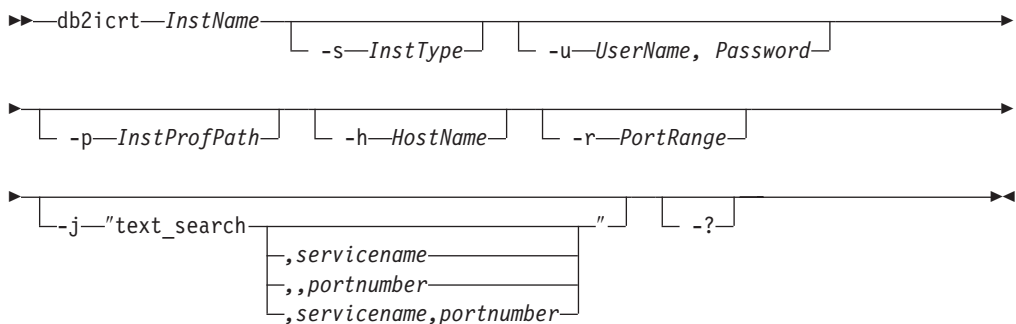 db2icrt InstName
-s InstType -u UserName, Password
-p InstProfPath -h HostName -r PortRange
-j "text_search " -?
,servicename
,,portnumber
,servicename,portnumber